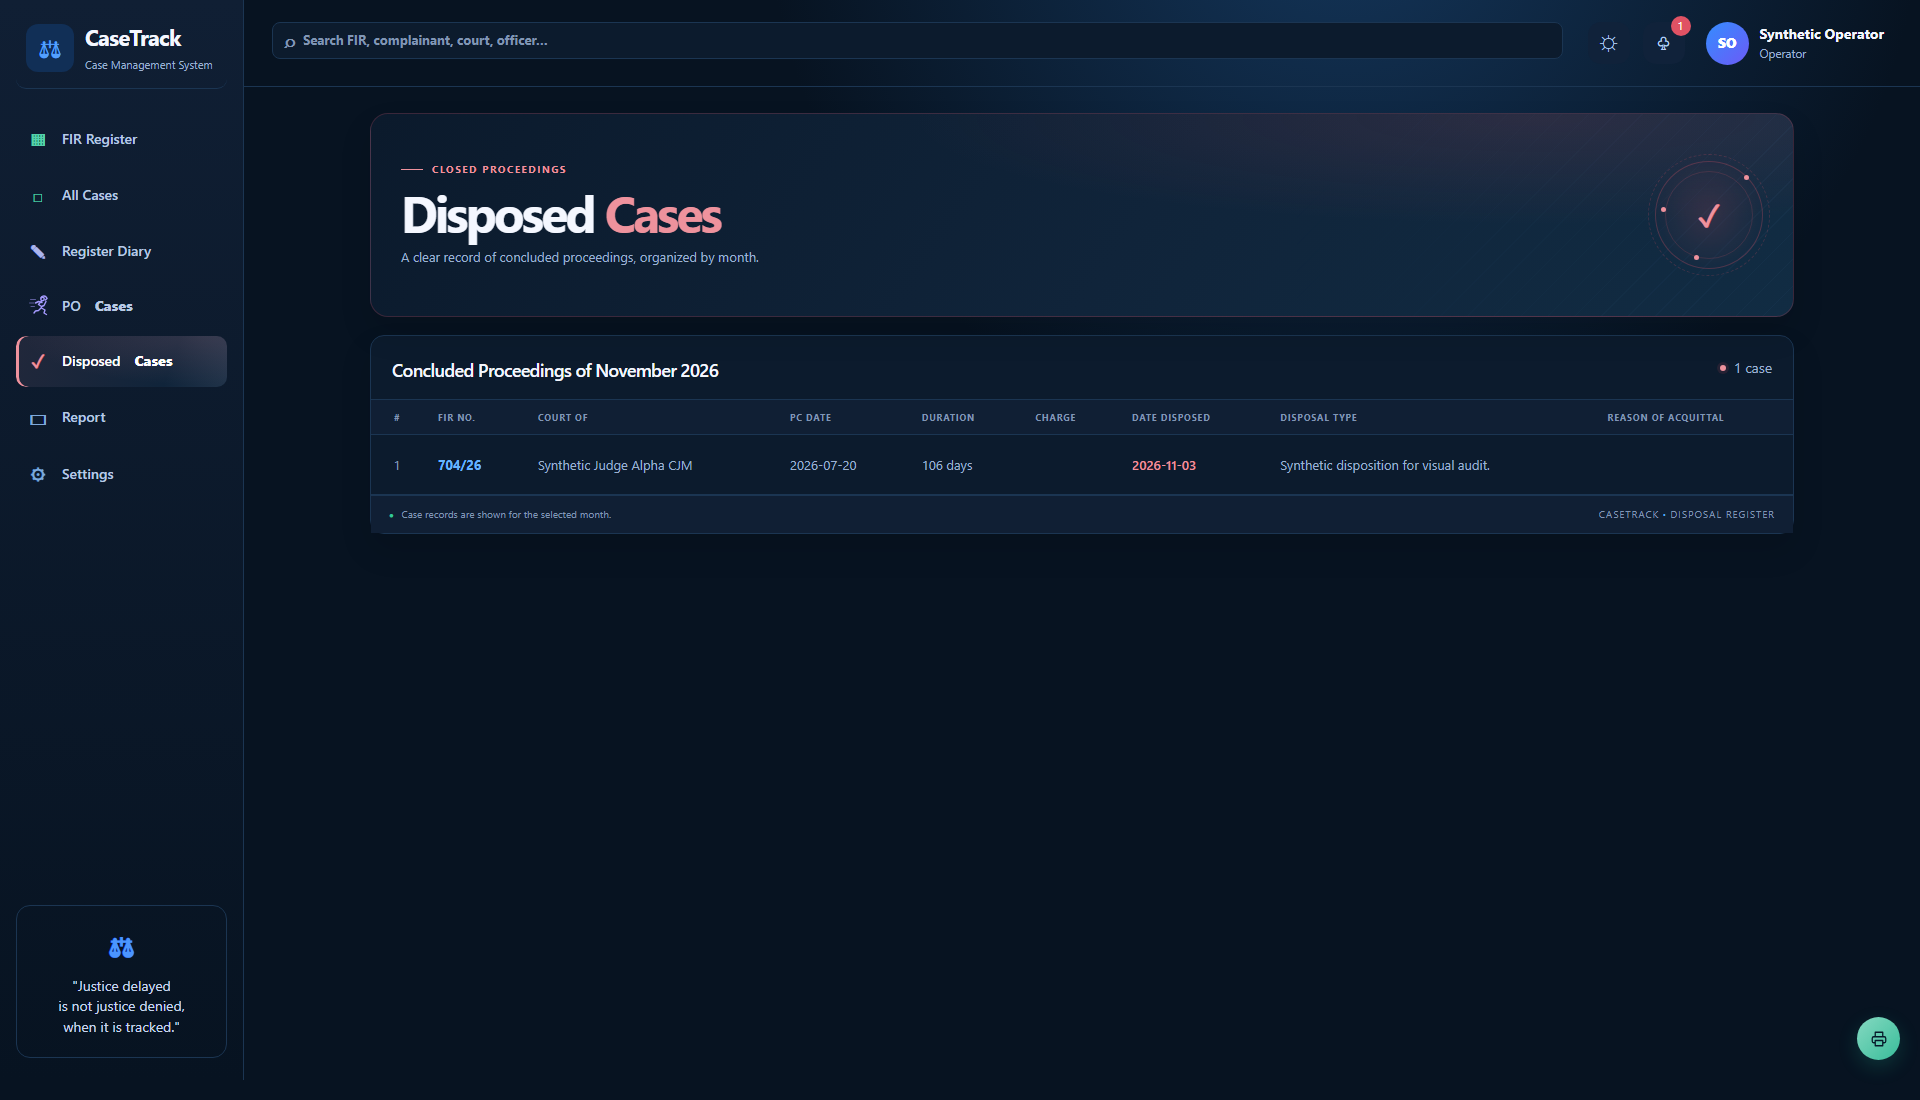 CaseTrack
Case Management System
Search FIR, complainant, court, officer...
1
SO
Synthetic Operator
Operator
FIR Register
All Cases
Register Diary
PO Cases
Disposed Cases
Report
Settings
CLOSED PROCEEDINGS
Disposed Cases
A clear record of concluded proceedings, organized by month.
Concluded Proceedings of November 2026
1 case
# FIR NO. COURT OF PC DATE DURATION CHARGE DATE DISPOSED DISPOSAL TYPE REASON OF ACQUITTAL
1 704/26 Synthetic Judge Alpha CJM 2026-07-20 106 days 2026-11-03 Synthetic disposition for visual audit.
Case records are shown for the selected month.
CASETRACK • DISPOSAL REGISTER
"Justice delayed
is not justice denied,
when it is tracked."